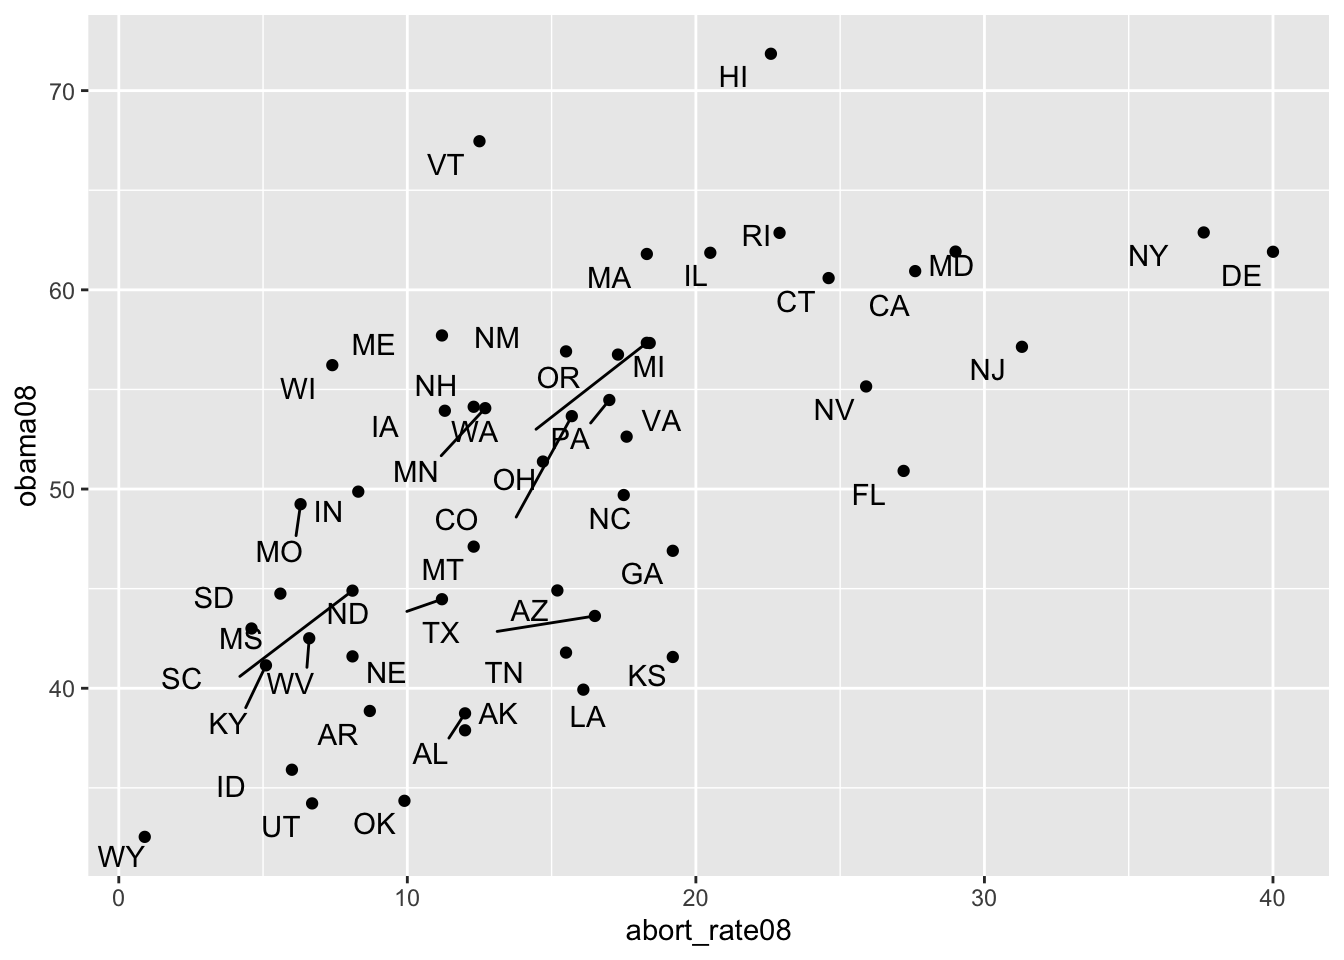 70
60
50
40
0
10
20
30
40
abort_rate08
obama08
HI
VT
RI
MA
IL
MD
NY
DE
CT
CA
ME
NM
MI
NJ
WI
NH
OR
NV
IA
WA
PA
VA
MN
OH
FL
IN
CO
NC
MO
MT
GA
SD
ND
AZ
MS
TX
SC
WV
NE
TN
KS
KY
AR
AK
LA
AL
ID
UT
OK
WY